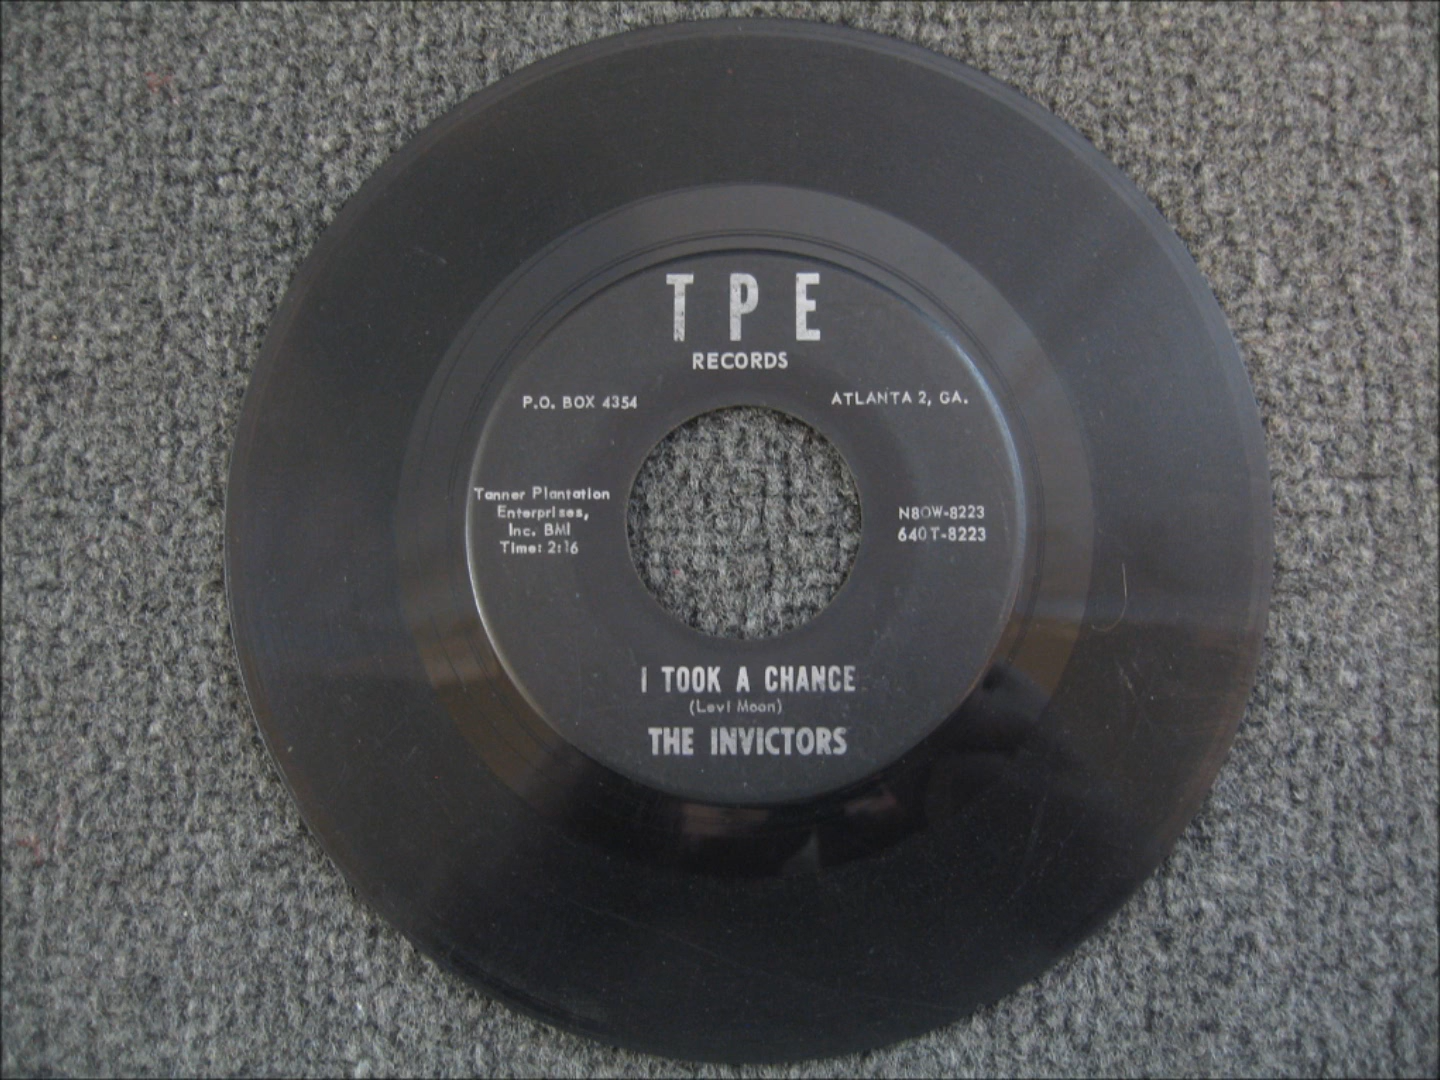 TPE
RECORDS
P.O. BOX 4354
ATLANTA 2, GA.
Tanner Plantation
Enterprises,
Inc. BMI
Time: 2:16
N8OW-8223
640T-8223
I TOOK A CHANCE
(Levi Moon)
THE INVICTORS